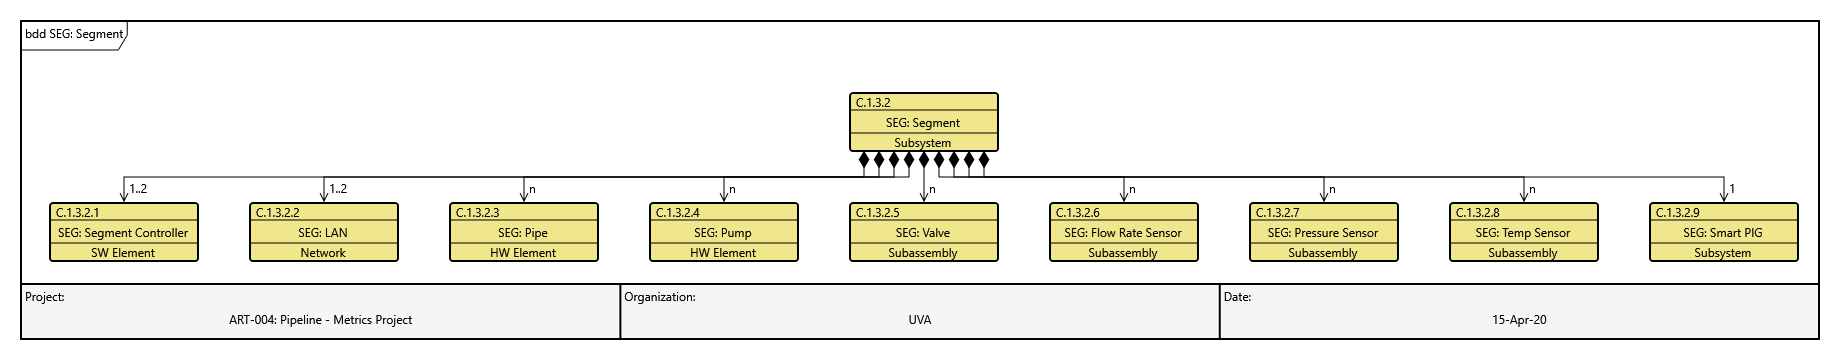 bdd SEG: Segment
C.1.3.2
SEG: Segment
Subsystem
1..2
1..2
n
n
n
n
n
n
1
C.1.3.2.1
SEG: Segment Controller
SW Element
C.1.3.2.2
SEG: LAN
Network
C.1.3.2.3
SEG: Pipe
HW Element
C.1.3.2.4
SEG: Pump
HW Element
C.1.3.2.5
SEG: Valve
Subassembly
C.1.3.2.6
SEG: Flow Rate Sensor
Subassembly
C.1.3.2.7
SEG: Pressure Sensor
Subassembly
C.1.3.2.8
SEG: Temp Sensor
Subassembly
C.1.3.2.9
SEG: Smart PIG
Subsystem
Project:
ART-004: Pipeline - Metrics Project
Organization:
UVA
Date:
15-Apr-20